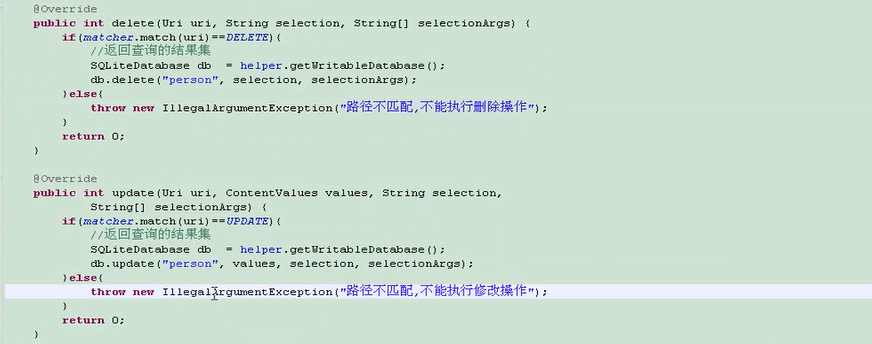 @Override
public int delete(Uri uri, String selection, String[] selectionArgs) {
if(matcher.match(uri)==DELETE){
//返回查询的结果集
SQLiteDatabase db  = helper.getWritableDatabase();
db.delete("person", selection, selectionArgs);
}else{
throw new IllegalArgumentException("路径不匹配,不能执行删除操作");
}
return 0;
}
@Override
public int update(Uri uri, ContentValues values, String selection,
String[] selectionArgs) {
if(matcher.match(uri)==UPDATE){
//返回查询的结果集
SQLiteDatabase db  = helper.getWritableDatabase();
db.update("person", values, selection, selectionArgs);
}else{
throw new IllegalArgumentException("路径不匹配,不能执行修改操作");
}
return 0;
}